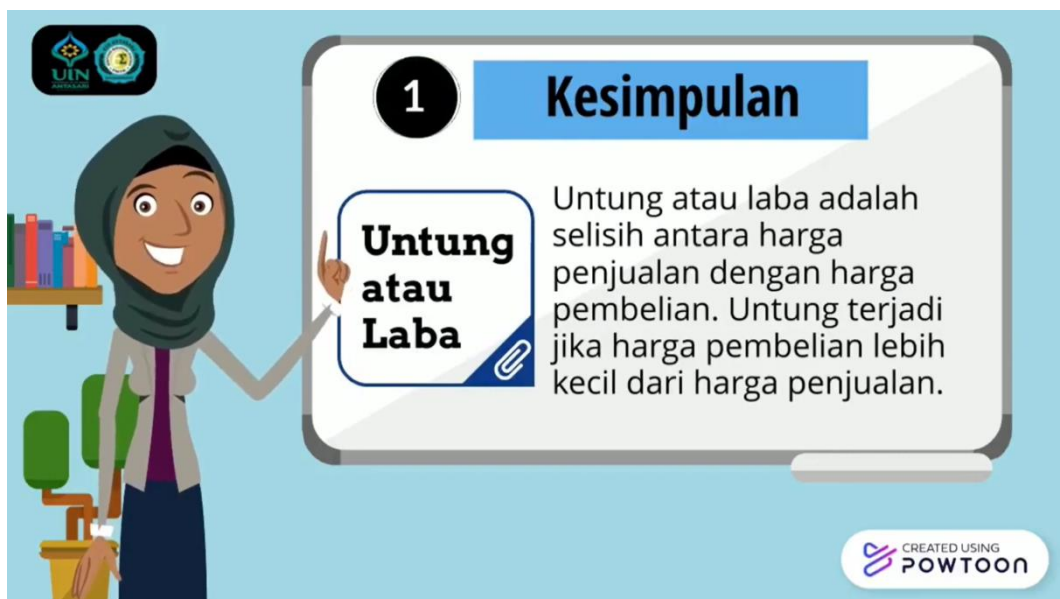 UIN
ANTASARI
1
Kesimpulan
Untung
atau
Laba
Untung atau laba adalah
selisih antara harga
penjualan dengan harga
pembelian. Untung terjadi
jika harga pembelian lebih
kecil dari harga penjualan.
CREATED USING
POWTOON